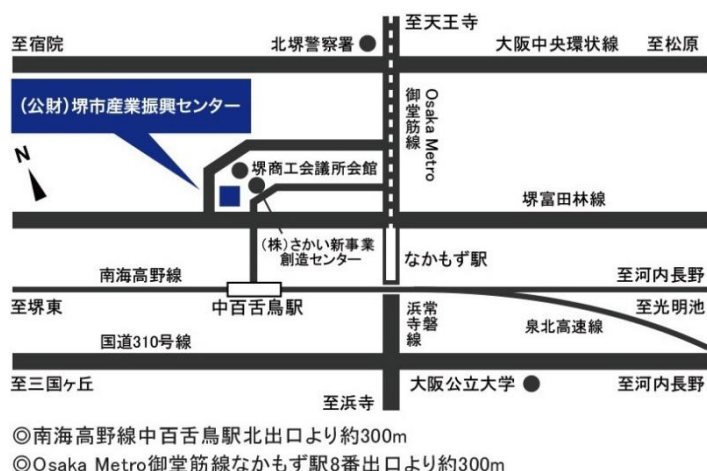 至天王寺
至宿院
北堺警察署
大阪中央環状線
至松原
(公財)堺市産業振興センター
Osaka Metro
御堂筋線
N
堺商工会議所会館
堺富田林線
(株)さかい新事業
創造センター
なかもず駅
南海高野線
至河内長野
至堺東
中百舌鳥駅
常磐
浜寺線
至光明池
泉北高速線
国道310号線
至三国ヶ丘
大阪公立大学
至河内長野
至浜寺
◎南海高野線中百舌鳥駅北出口より約300m
◎Osaka Metro御堂筋線なかもず駅8番出口より約300m